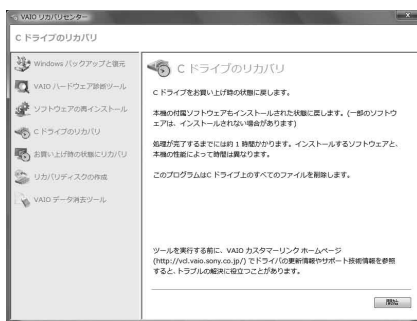 VAIO リカバリセンター
C ドライブのリカバリ
Windows バックアップと復元
VAIO ハードウェア診断ツール
ソフトウェアの再インストール
C ドライブのリカバリ
お買い上げ時の状態にリカバリ
リカバリディスクの作成
VAIO データ消去ツール
C ドライブのリカバリ
C ドライブをお買い上げ時の状態に戻します。
本機の付属ソフトウェアもインストールされた状態に戻します。(一部のソフトウ
ェアは、インストールされない場合があります)
処理が完了するまでには約 1 時間かかります。インストールするソフトウェアと、
本機の性能によって時間は異なります。
このプログラムは C ドライブ上のすべてのファイルを削除します。
ツールを実行する前に、VAIO カスタマーリンク ホームページ
(http://vcl.vaio.sony.co.jp/) でドライバの更新情報やサポート技術情報を参照
すると、トラブルの解決に役立つことがあります。
開始